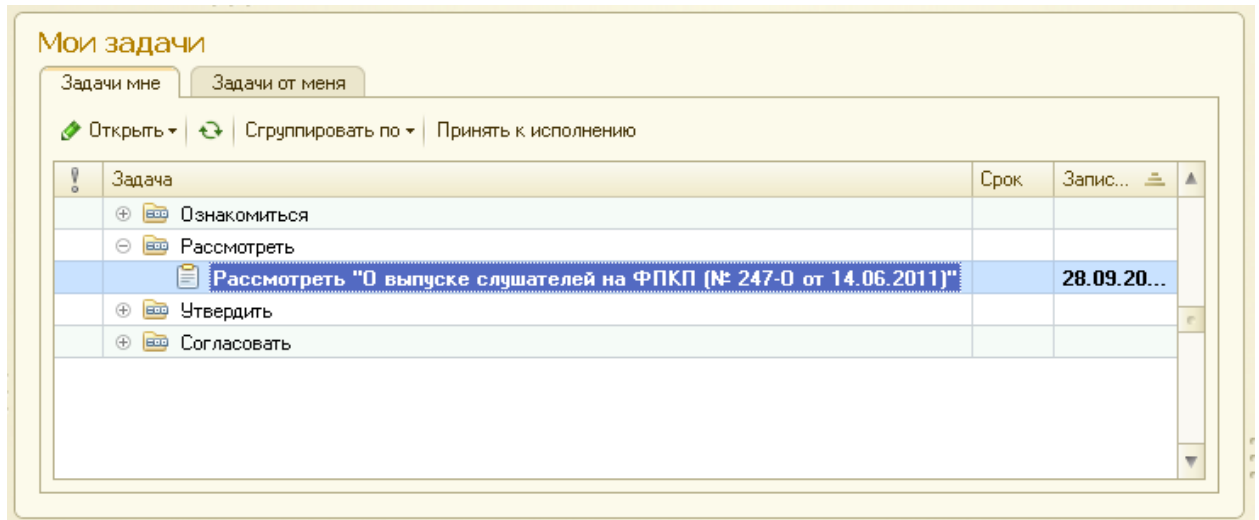 Мои задачи
Задачи мне Задачи от меня
Открыть Сгруппировать по Принять к исполнению
Задача Срок Запис...
Ознакомиться
Рассмотреть
Рассмотреть "О выпуске слушателей на ФПКП (№ 247-О от 14.06.2011)" 28.09.20...
Утвердить
Согласовать